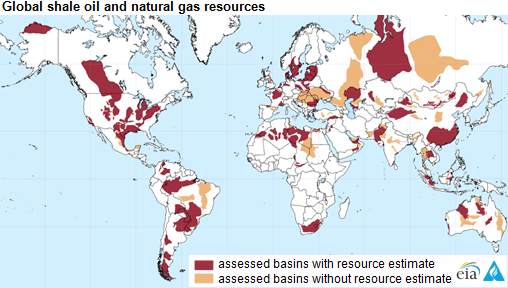 Global shale oil and natural gas resources
assessed basins with resource estimate
assessed basins without resource estimate
eia